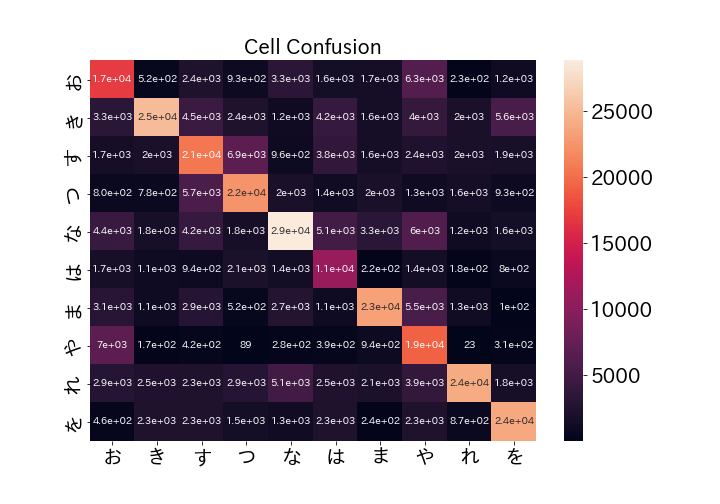 Cell Confusion
お 1.7e+04 5.2e+02 2.4e+03 9.3e+02 3.3e+03 1.6e+03 1.7e+03 6.3e+03 2.3e+02 1.2e+03
き 3.3e+03 2.5e+04 4.5e+03 2.4e+03 1.2e+03 4.2e+03 1.6e+03 4e+03 2e+03 5.6e+03
す 1.7e+03 2e+03 2.1e+04 6.9e+03 9.6e+02 3.8e+03 1.6e+03 2.4e+03 2e+03 1.9e+03
つ 8.0e+02 7.8e+02 5.7e+03 2.2e+04 2e+03 1.4e+03 2e+03 1.3e+03 1.6e+03 9.3e+02
な 4.4e+03 1.8e+03 4.2e+03 1.8e+03 2.9e+04 5.1e+03 3.3e+03 6e+03 1.2e+03 1.6e+03
は 1.7e+03 1.1e+03 9.4e+02 2.1e+03 1.4e+03 1.1e+04 2.2e+02 1.4e+03 1.8e+02 8e+02
ま 3.1e+03 1.1e+03 2.9e+03 5.2e+02 2.7e+03 1.1e+03 2.3e+04 5.5e+03 1.3e+03 1e+02
や 7e+03 1.7e+02 4.2e+02 89 2.8e+02 3.9e+02 9.4e+02 1.9e+04 23 3.1e+02
れ 2.9e+03 2.5e+03 2.3e+03 2.9e+03 5.1e+03 2.5e+03 2.1e+03 3.9e+03 2.4e+04 1.8e+03
を 4.6e+02 2.3e+03 2.3e+03 1.5e+03 1.3e+03 2.3e+03 2.4e+02 2.3e+03 8.7e+02 2.4e+04
お き す つ な は ま や れ を
25000
20000
15000
10000
5000